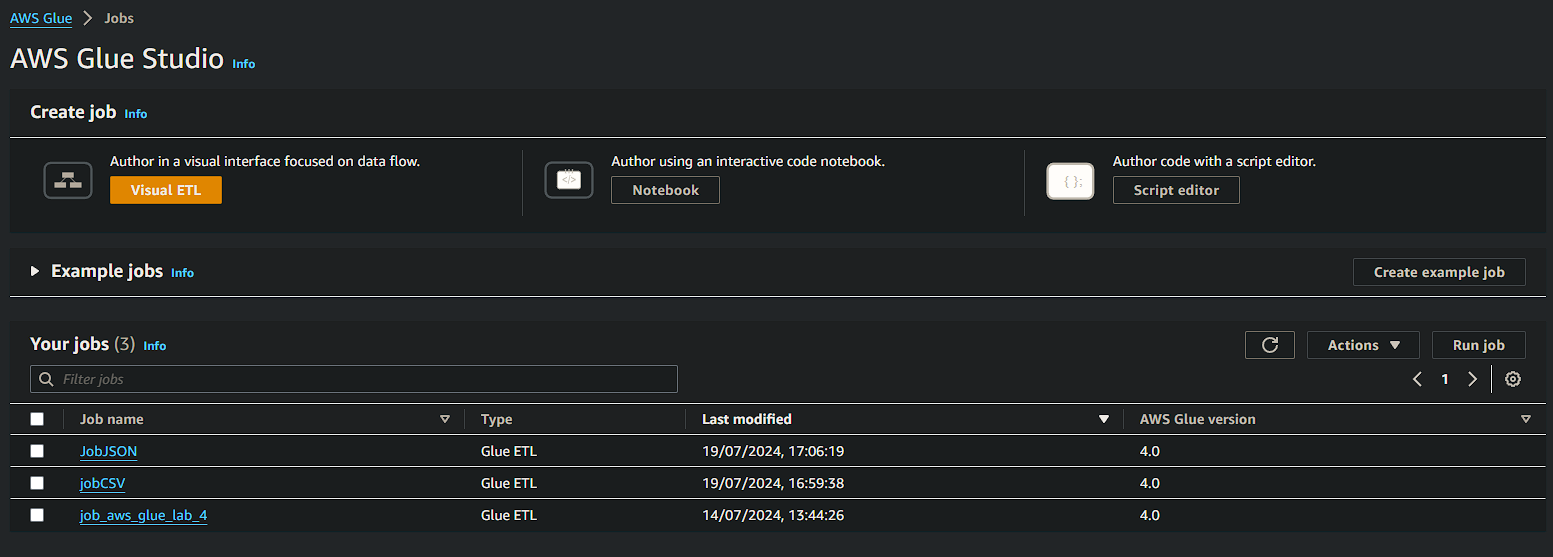 AWS Glue > Jobs
AWS Glue Studio Info
Create job Info
Author in a visual interface focused on data flow.
Visual ETL
</>
Author using an interactive code notebook.
Notebook
{ };
Author code with a script editor.
Script editor
Example jobs Info
Create example job
Your jobs (3) Info
Actions
Run job
Filter jobs
1
Job name Type Last modified AWS Glue version
JobJSON Glue ETL 19/07/2024, 17:06:19 4.0
jobCSV Glue ETL 19/07/2024, 16:59:38 4.0
job_aws_glue_lab_4 Glue ETL 14/07/2024, 13:44:26 4.0